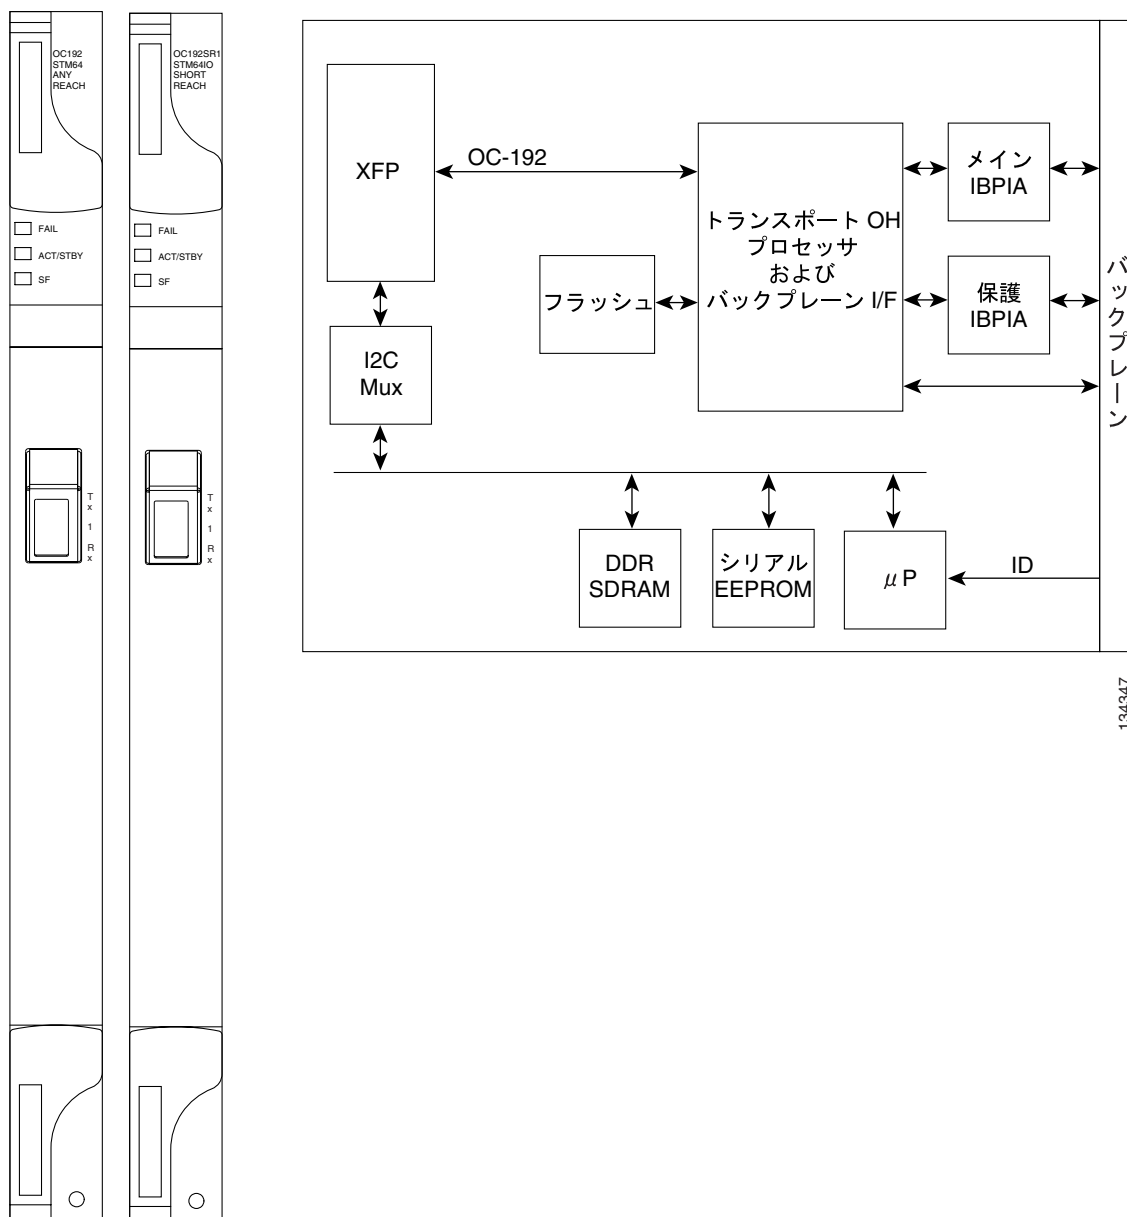 OC192
STM64
ANY
REACH
FAIL
ACT/STBY
SF
Tx
1
Rx
OC192SR1
STM64IO
SHORT
REACH
FAIL
ACT/STBY
SF
Tx
1
Rx
XFP
OC-192
トランスポート OH
プロセッサ
および
バックプレーン I/F
メイン
IBPIA
保護
IBPIA
フラッシュ
I2C
Mux
DDR
SDRAM
シリアル
EEPROM
μP
ID
バックプレーン
134347